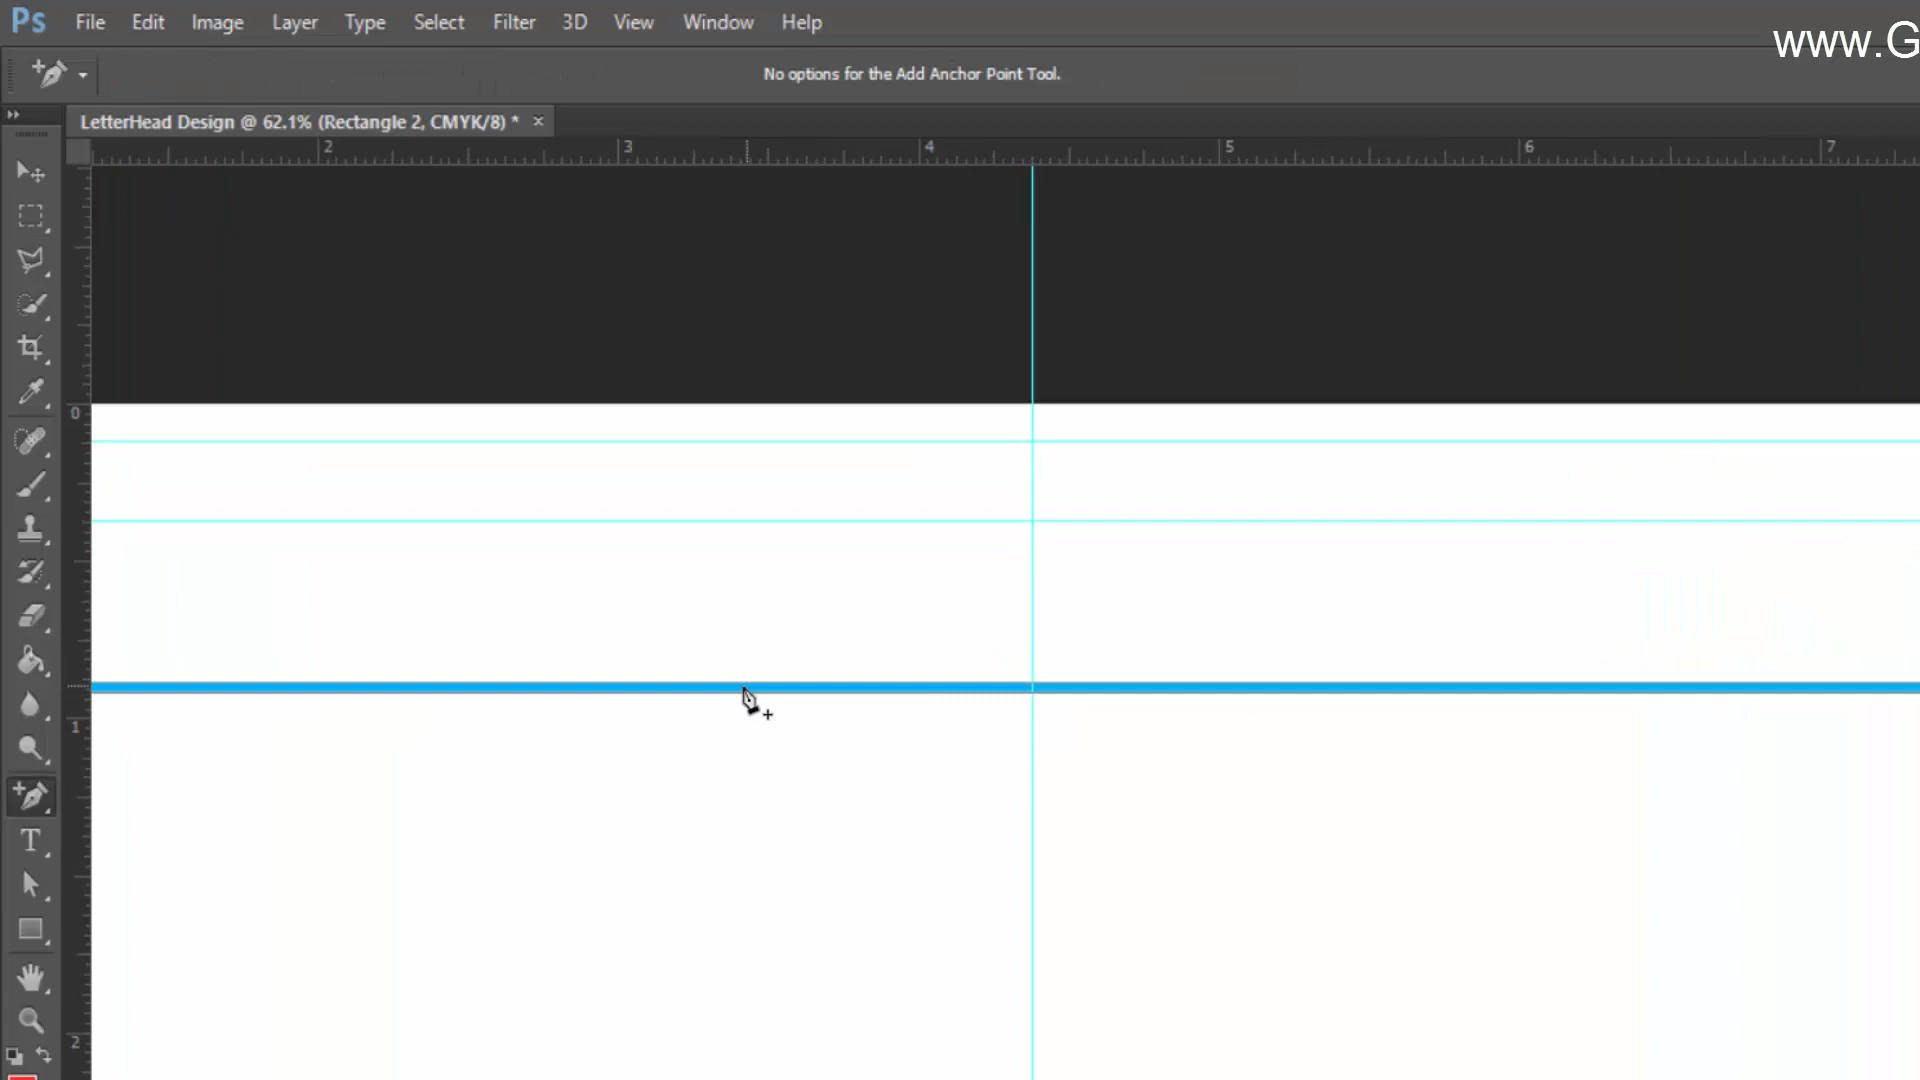 Ps File Edit Image Layer Type Select Filter 3D View Window Help
www.G
No options for the Add Anchor Point Tool.
LetterHead Design @ 62.1% (Rectangle 2, CMYK/8) * ×
2 3 4 5 6 7
0
1
T
2